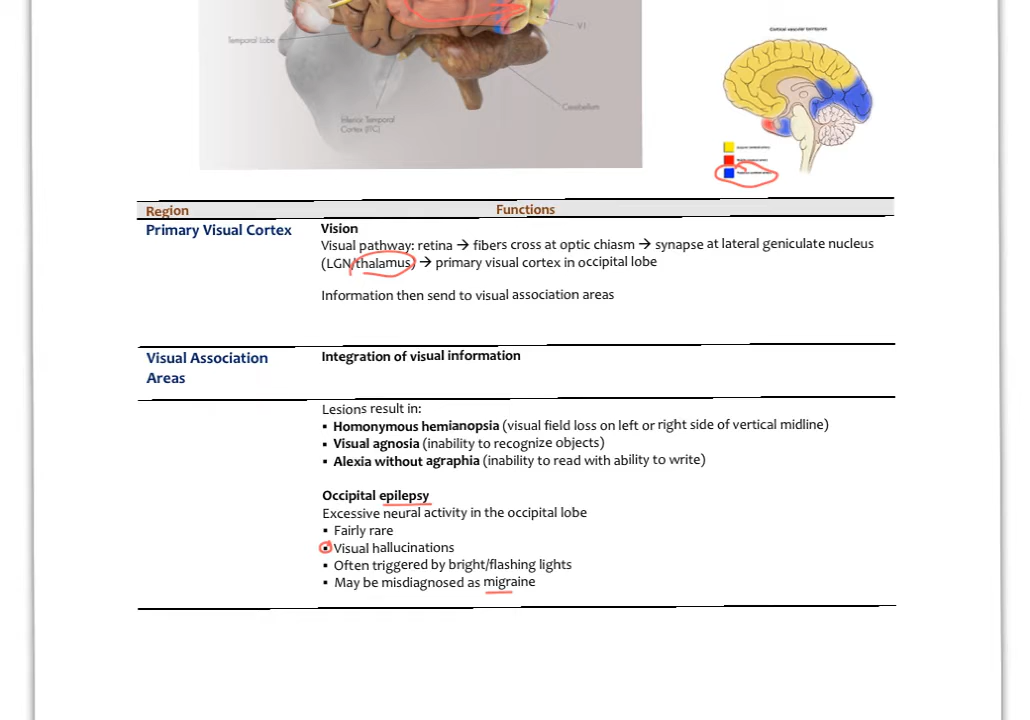 Temporal Lobe
V1
Cerebellum
Inferior Temporal
Cortex (ITC)
Cortical vascular territories
Region Functions
Primary Visual Cortex Vision
Visual pathway: retina → fibers cross at optic chiasm → synapse at lateral geniculate nucleus
(LGN/thalamus) → primary visual cortex in occipital lobe
Information then send to visual association areas
Visual Association Integration of visual information
Areas
Lesions result in:
▪ Homonymous hemianopsia (visual field loss on left or right side of vertical midline)
▪ Visual agnosia (inability to recognize objects)
▪ Alexia without agraphia (inability to read with ability to write)
Occipital epilepsy
Excessive neural activity in the occipital lobe
▪ Fairly rare
▪ Visual hallucinations
▪ Often triggered by bright/flashing lights
▪ May be misdiagnosed as migraine